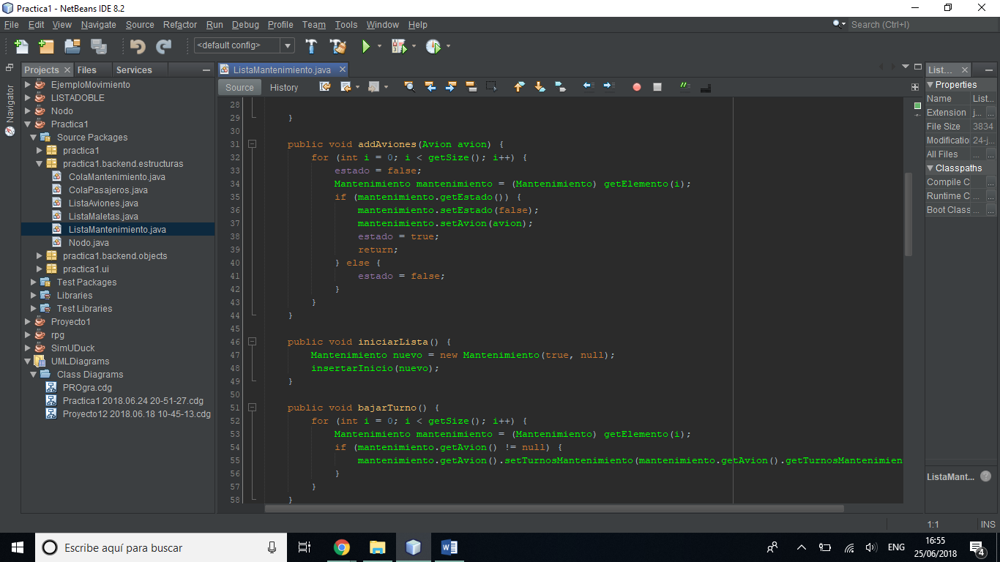 Practica1 - NetBeans IDE 8.2
File Edit View Navigate Source Refactor Run Debug Profile Team Tools Window Help
Search (Ctrl+I)
<default config>
Projects Files Services
Navigator
EjemploMovimiento
LISTADOBLE
Nodo
Practica1
Source Packages
practica1
practica1.backend.estructuras
ColaMantenimiento.java
ColaPasajeros.java
ListaAviones.java
ListaMaletas.java
ListaMantenimiento.java
Nodo.java
practica1.backend.objects
practica1.ui
Test Packages
Libraries
Test Libraries
Proyecto1
rpg
SimUDuck
UMLDiagrams
Class Diagrams
PROgra.cdg
Practica1 2018.06.24 20-51-27.cdg
Proyecto12 2018.06.18 10-45-13.cdg
ListaMantenimiento.java
Source History
28
29 }
30
31 public void addAviones(Avion avion) {
32 for (int i = 0; i < getSize(); i++) {
33 estado = false;
34 Mantenimiento mantenimiento = (Mantenimiento) getElemento(i);
35 if (mantenimiento.getEstado()) {
36 mantenimiento.setEstado(false);
37 mantenimiento.setAvion(avion);
38 estado = true;
39 return;
40 } else {
41 estado = false;
42 }
43 }
44 }
45
46 public void iniciarLista() {
47 Mantenimiento nuevo = new Mantenimiento(true, null);
48 insertarInicio(nuevo);
49 }
50
51 public void bajarTurno() {
52 for (int i = 0; i < getSize(); i++) {
53 Mantenimiento mantenimiento = (Mantenimiento) getElemento(i);
54 if (mantenimiento.getAvion() != null) {
55 mantenimiento.getAvion().setTurnosMantenimiento(mantenimiento.getAvion().getTurnosMantenimien
56 }
57 }
58 }
List...
Properties
Name List...
Extension j... ...
File Size 3834
Modificatio 24-j...
All Files ... ...
Classpaths
Compile C ...
Runtime C ... ...
Boot Class ... ...
ListaMant...
1:1 INS
Escribe aquí para buscar
ENG
16:55
25/06/2018
4